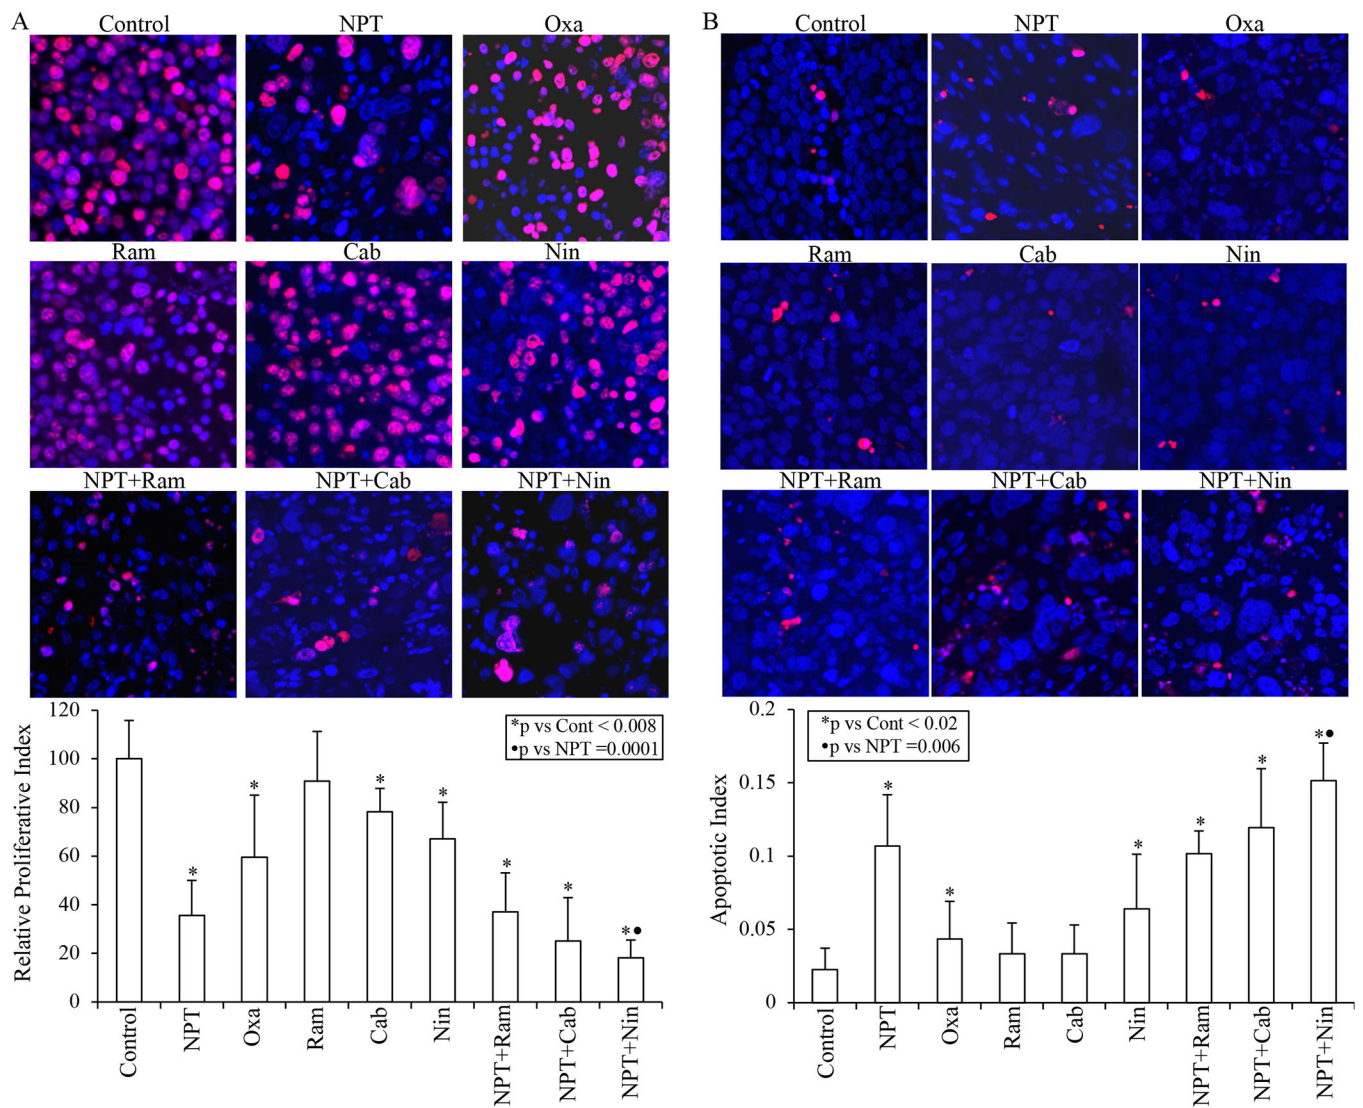 A
Control NPT Oxa
Ram Cab Nin
NPT+Ram NPT+Cab NPT+Nin
120
100
80
60
40
20
0
Relative Proliferative Index
*p vs Cont < 0.008
•p vs NPT =0.0001
* * * * * * *•
Control NPT Oxa Ram Cab Nin NPT+Ram NPT+Cab NPT+Nin
B
Control NPT Oxa
Ram Cab Nin
NPT+Ram NPT+Cab NPT+Nin
0.2
0.15
0.1
0.05
0
Apoptotic Index
*p vs Cont < 0.02
•p vs NPT =0.006
* * * * * *•
Control NPT Oxa Ram Cab Nin NPT+Ram NPT+Cab NPT+Nin